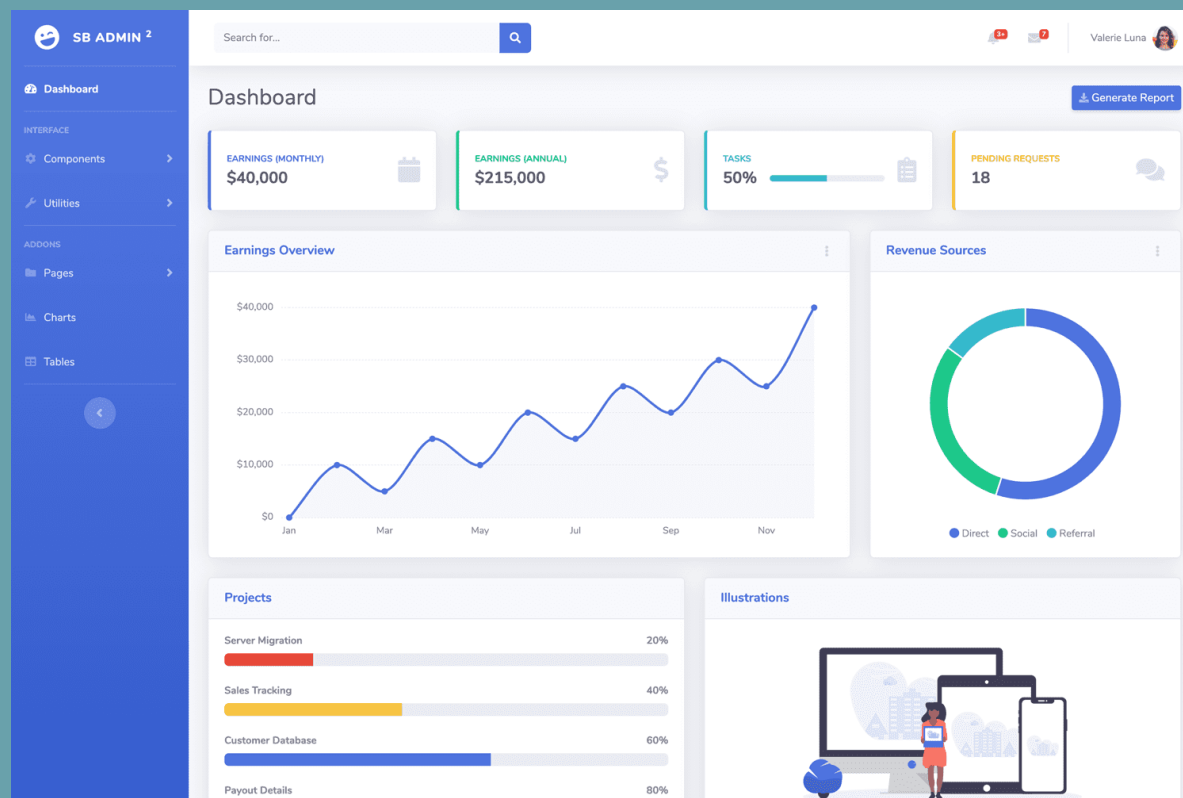 SB ADMIN 2
Search for...
3+
7
Valerie Luna
Dashboard
INTERFACE
Components
Utilities
ADDONS
Pages
Charts
Tables
Dashboard
Generate Report
EARNINGS (MONTHLY)
$40,000
EARNINGS (ANNUAL)
$215,000
TASKS
50%
PENDING REQUESTS
18
Earnings Overview
$40,000
$30,000
$20,000
$10,000
$0
Jan Mar May Jul Sep Nov
Revenue Sources
Direct Social Referral
Projects
Server Migration 20%
Sales Tracking 40%
Customer Database 60%
Payout Details 80%
Illustrations